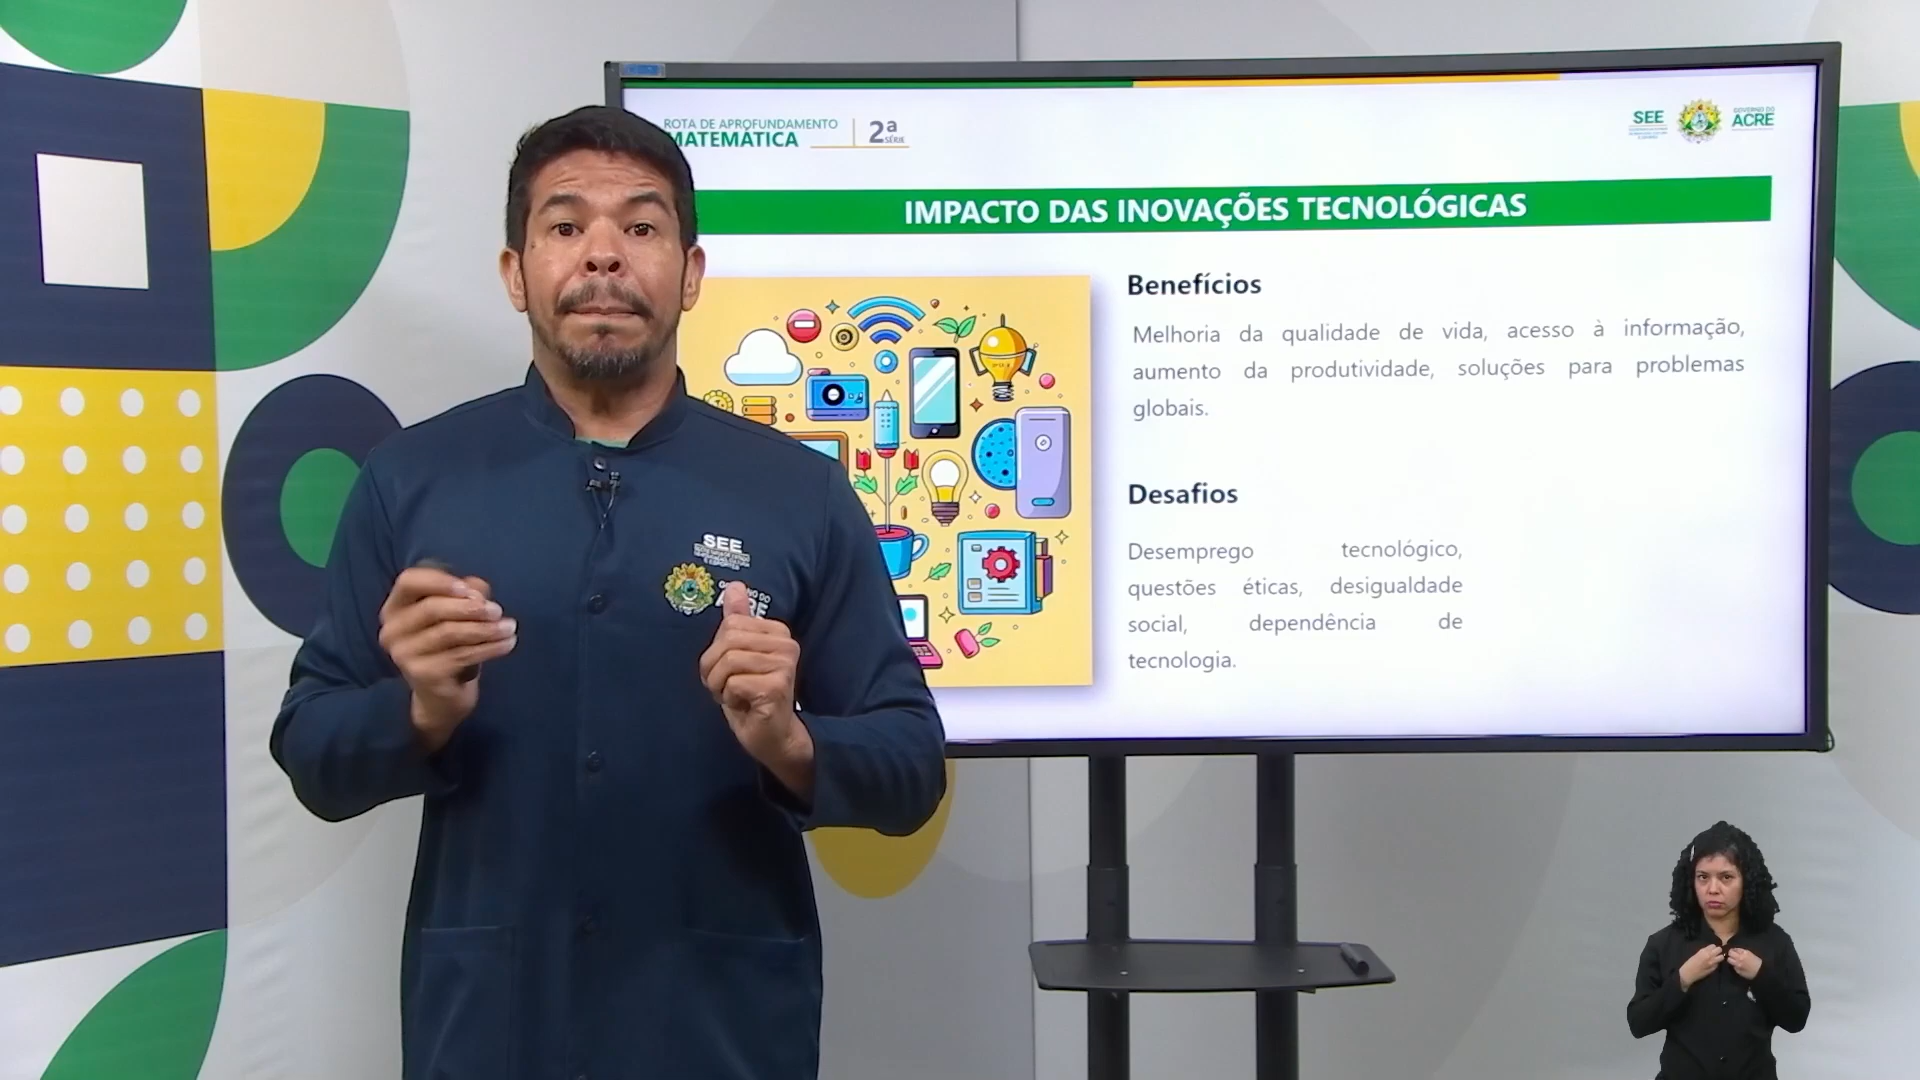 ROTA DE APROFUNDAMENTO
MATEMÁTICA
2ª
SÉRIE
SEE
GOVERNO DO
ACRE
IMPACTO DAS INOVAÇÕES TECNOLÓGICAS
Benefícios
Melhoria da qualidade de vida, acesso à informação,
aumento da produtividade, soluções para problemas
globais.
Desafios
Desemprego tecnológico,
questões éticas, desigualdade
social, dependência de
tecnologia.
SEE